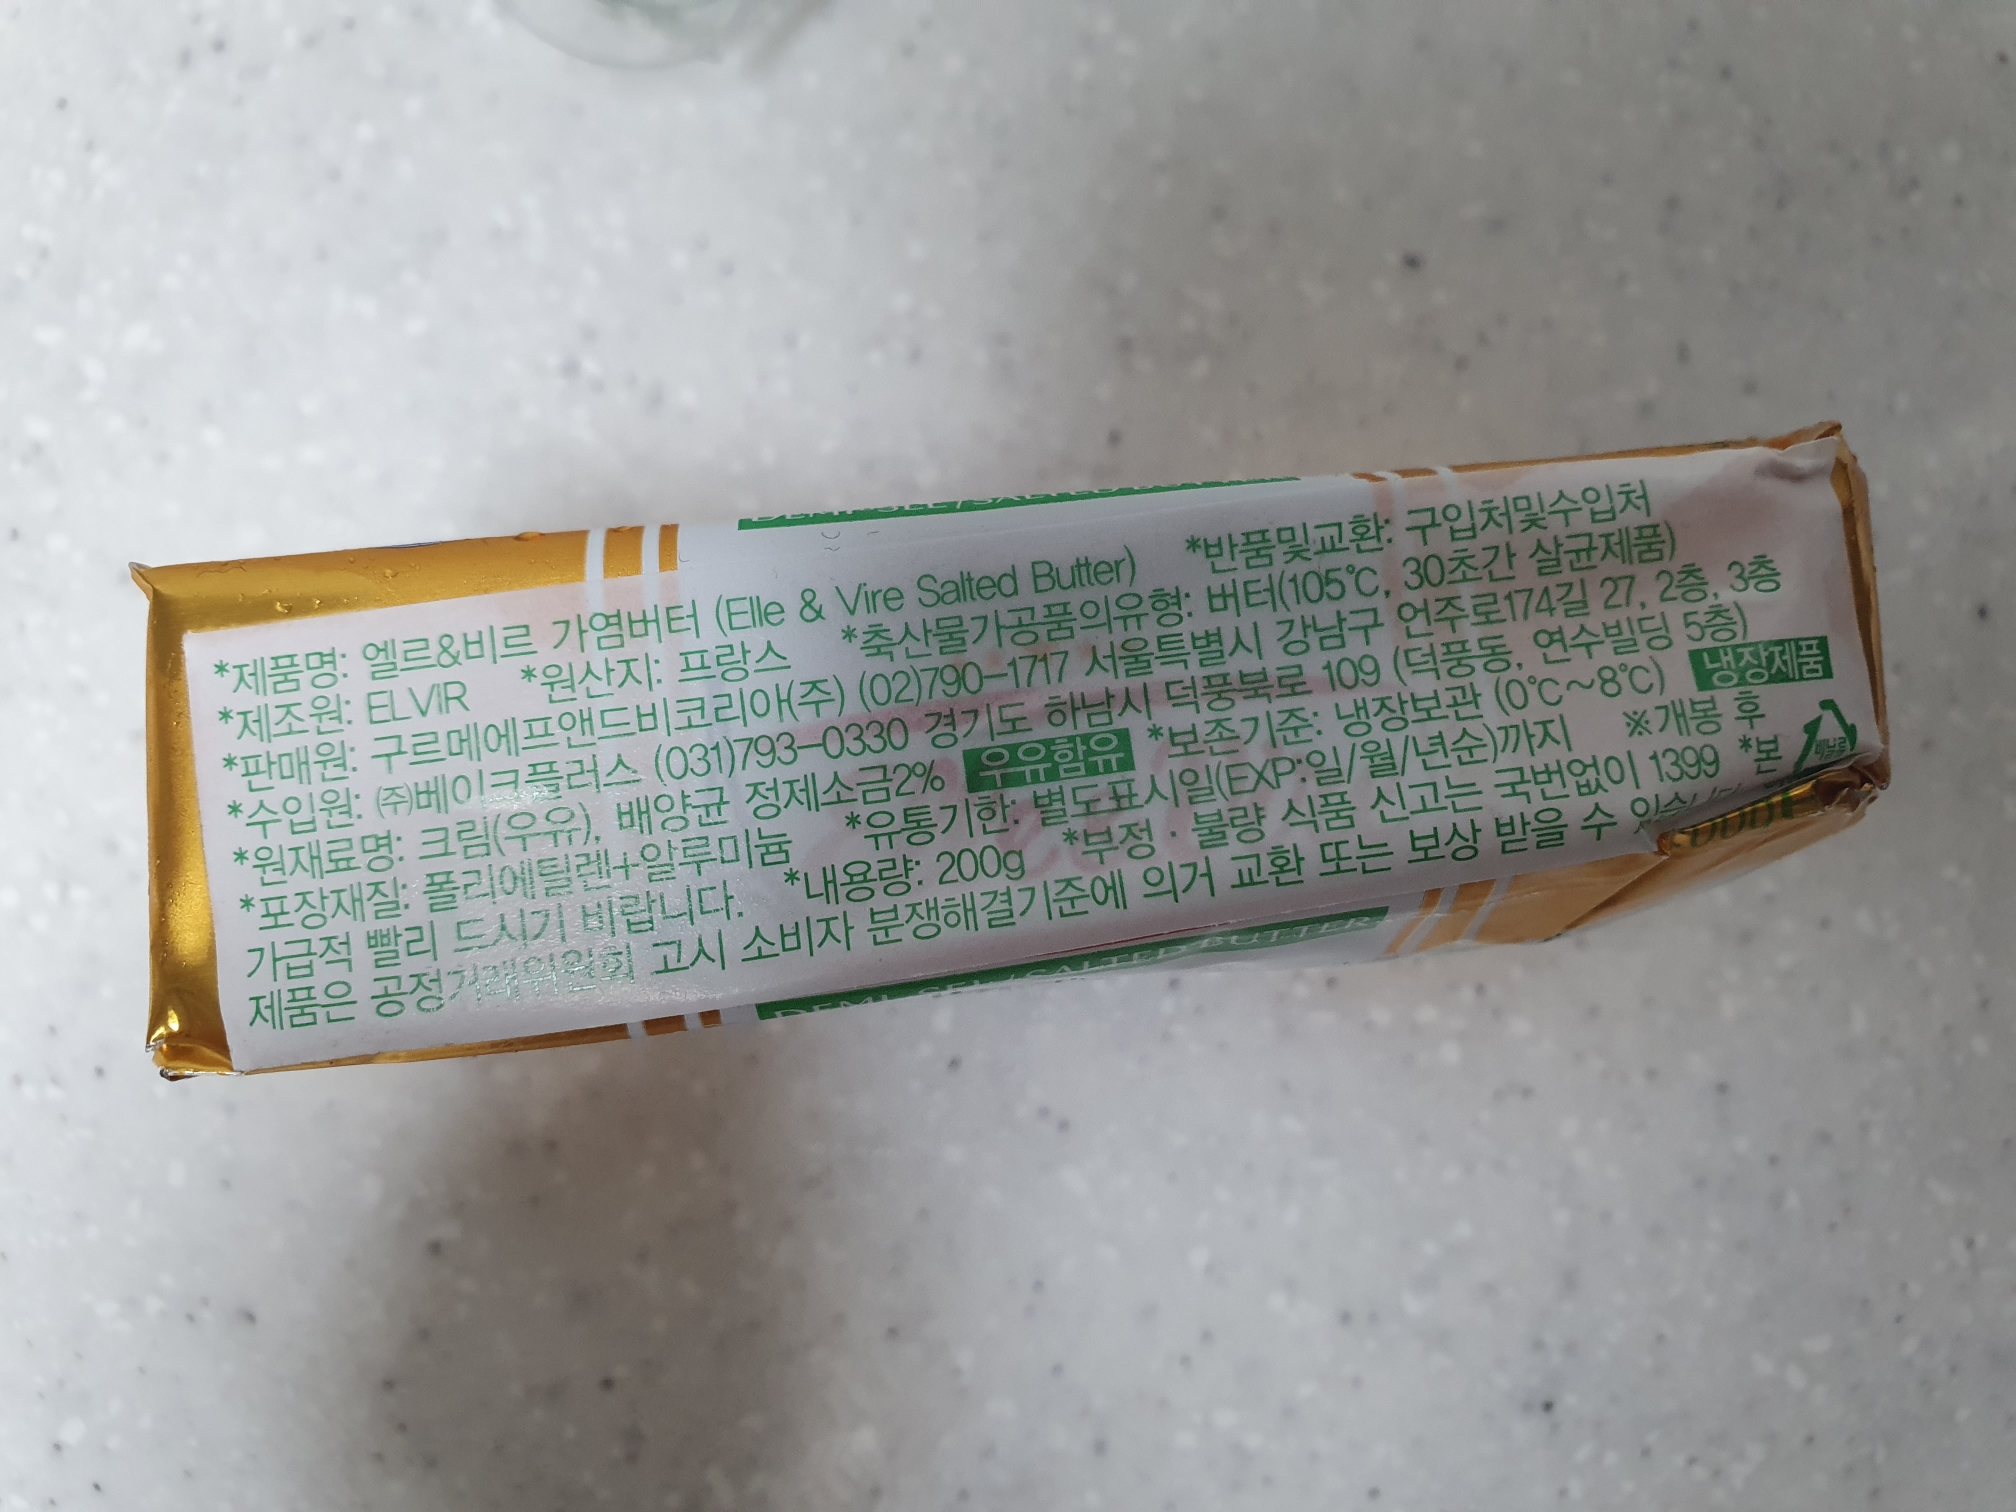 *제품명: 엘르&비르 가염버터 (Elle & Vire Salted Butter) *반품및교환: 구입처및수입처
*제조원: ELVIR *원산지: 프랑스 *축산물가공품의유형: 버터(105℃, 30초간 살균제품)
*판매원: 구르메에프앤드비코리아(주) (02)790-1717 서울특별시 강남구 언주로174길 27, 2층, 3층
*수입원: ㈜베이크플러스 (031)793-0330 경기도 하남시 덕풍북로 109 (덕풍동, 연수빌딩 5층)
*원재료명: 크림(우유), 배양균 정제소금2% 우유함유 *보존기준: 냉장보관 (0℃~8℃) 냉장제품
*포장재질: 폴리에틸렌+알루미늄 *유통기한: 별도표시일(EXP:일/월/년순)까지 ※개봉 후
가급적 빨리 드시기 바랍니다. *내용량: 200g *부정·불량 식품 신고는 국번없이 1399 *본
제품은 공정거래위원회 고시 소비자 분쟁해결기준에 의거 교환 또는 보상 받을 수
DEMI-SEL/SALTED BUTTER